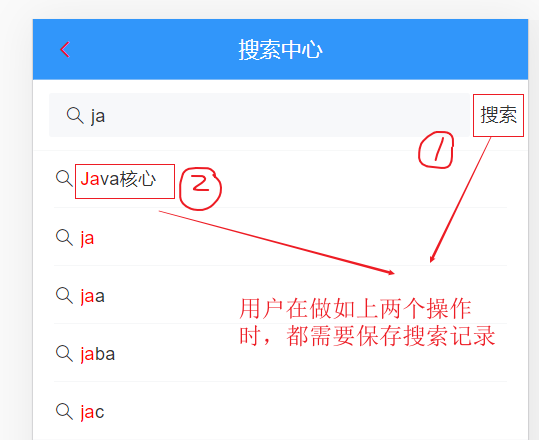 搜索中心
ja
搜索
1
Java核心
2
ja
jaa
用户在做如上两个操作
时，都需要保存搜索记录
jaba
jac